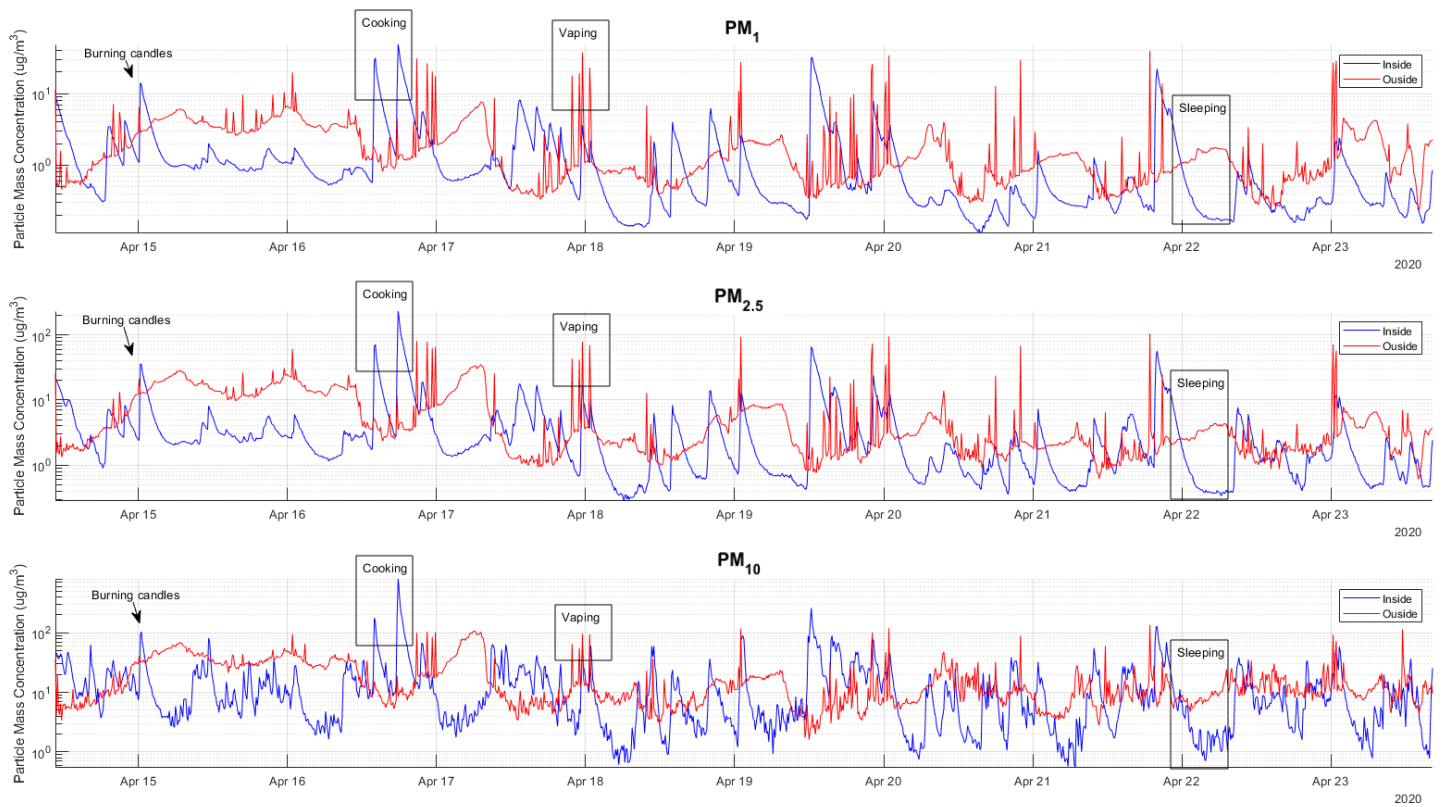 PM1
Particle Mass Concentration (ug/m3)
Cooking
Vaping
Burning candles
Sleeping
Inside
Ouside
10^1
10^0
Apr 15 Apr 16 Apr 17 Apr 18 Apr 19 Apr 20 Apr 21 Apr 22 Apr 23
2020
PM2.5
Particle Mass Concentration (ug/m3)
Cooking
Burning candles
Vaping
Sleeping
Inside
Ouside
10^2
10^1
10^0
Apr 15 Apr 16 Apr 17 Apr 18 Apr 19 Apr 20 Apr 21 Apr 22 Apr 23
2020
PM10
Particle Mass Concentration (ug/m3)
Cooking
Burning candles
Vaping
Sleeping
Inside
Ouside
10^2
10^1
10^0
Apr 15 Apr 16 Apr 17 Apr 18 Apr 19 Apr 20 Apr 21 Apr 22 Apr 23
2020